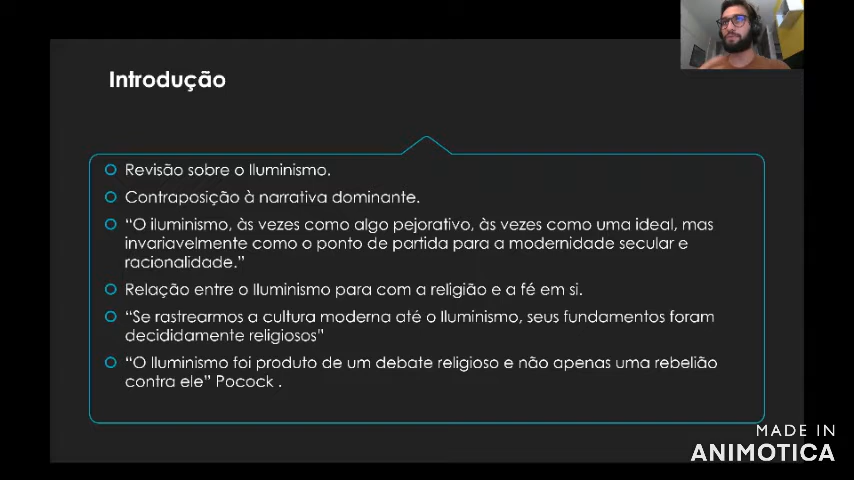 Introdução
Revisão sobre o Iluminismo.
Contraposição à narrativa dominante.
“O iluminismo, às vezes como algo pejorativo, às vezes como uma ideal, mas
invariavelmente como o ponto de partida para a modernidade secular e
racionalidade.”
Relação entre o Iluminismo para com a religião e a fé em si.
“Se rastrearmos a cultura moderna até o Iluminismo, seus fundamentos foram
decididamente religiosos”
“O Iluminismo foi produto de um debate religioso e não apenas uma rebelião
contra ele” Pocock .
MADE IN
ANIMOTICA